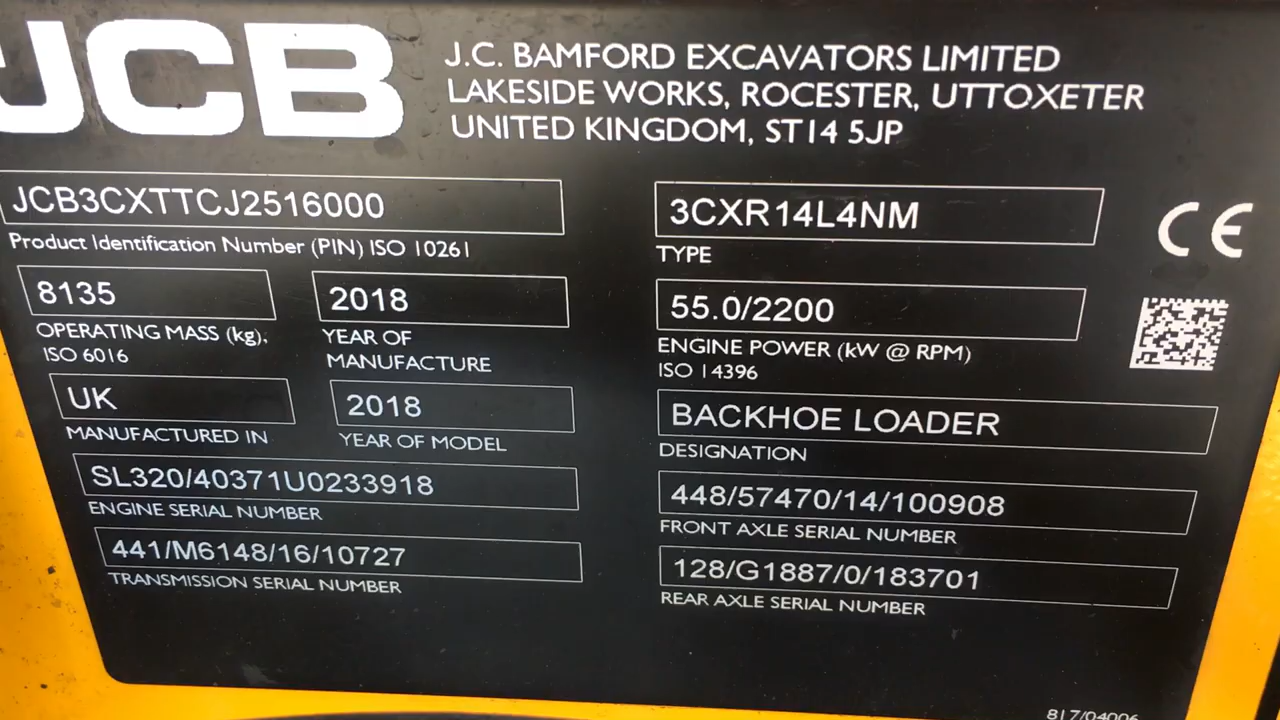 JCB
J.C. BAMFORD EXCAVATORS LIMITED
LAKESIDE WORKS, ROCESTER, UTTOXETER
UNITED KINGDOM, ST14 5JP
JCB3CXTTCJ2516000
Product Identification Number (PIN) ISO 10261
3CXR14L4NM
TYPE
CE
8135
OPERATING MASS (kg);
ISO 6016
2018
YEAR OF
MANUFACTURE
55.0/2200
ENGINE POWER (kW @ RPM)
ISO 14396
UK
MANUFACTURED IN
2018
YEAR OF MODEL
BACKHOE LOADER
DESIGNATION
SL320/40371U0233918
ENGINE SERIAL NUMBER
448/57470/14/100908
FRONT AXLE SERIAL NUMBER
441/M6148/16/10727
TRANSMISSION SERIAL NUMBER
128/G1887/0/183701
REAR AXLE SERIAL NUMBER
817/04006